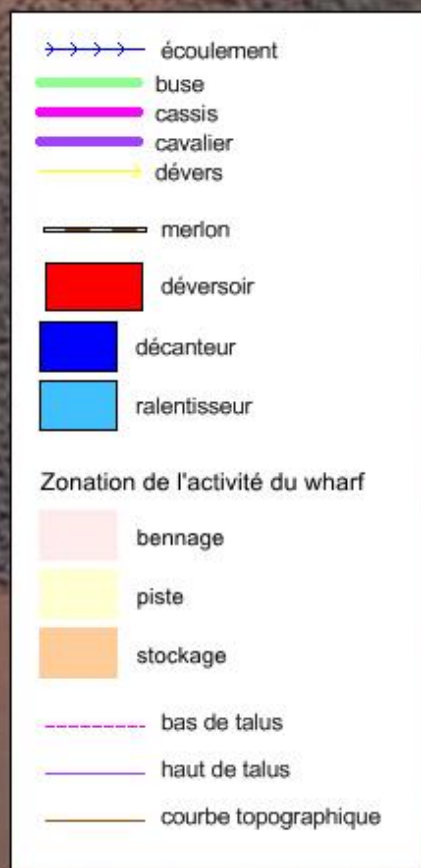 écoulement
buse
cassis
cavalier
dévers
merlon
déversoir
décanteur
ralentisseur
Zonation de l'activité du wharf
bennage
piste
stockage
bas de talus
haut de talus
courbe topographique